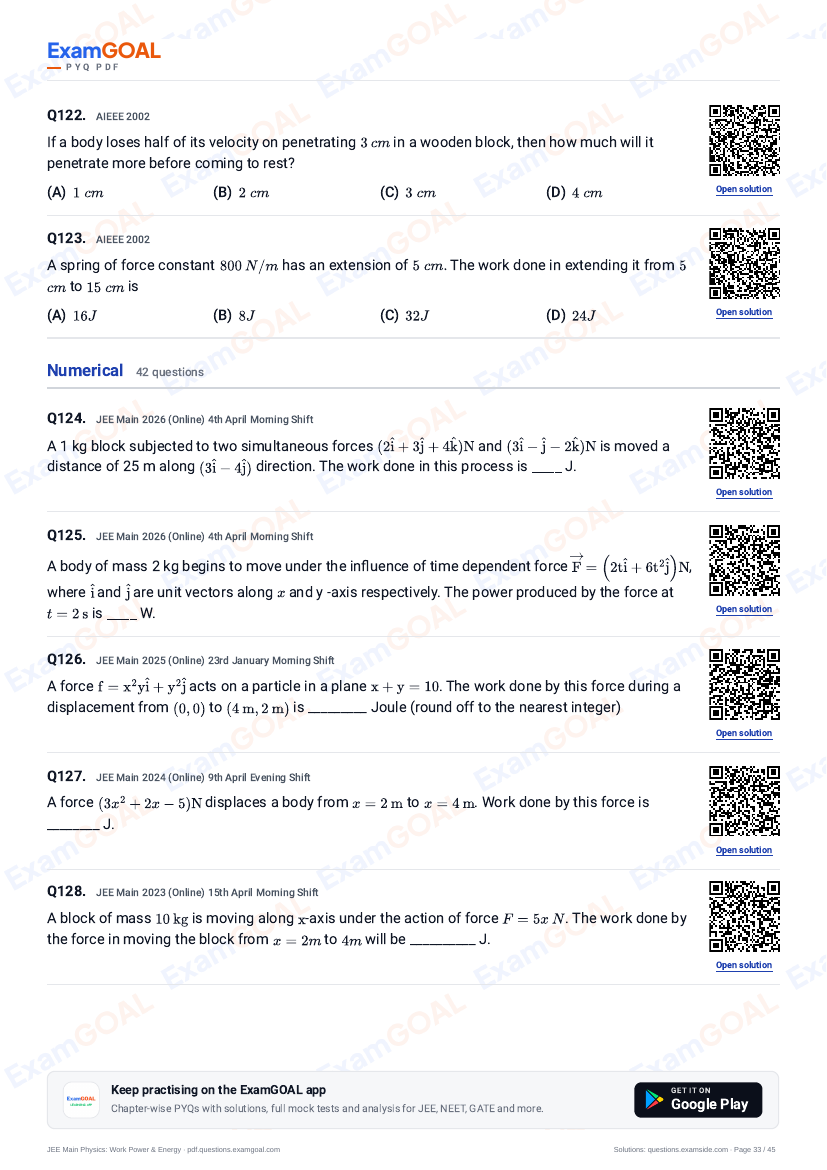 ExamGOAL
PYQ PDF
Q122. AIEEE 2002
If a body loses half of its velocity on penetrating 3 cm in a wooden block, then how much will it
penetrate more before coming to rest?
(A) 1 cm (B) 2 cm (C) 3 cm (D) 4 cm
Open solution
Q123. AIEEE 2002
A spring of force constant 800 N/m has an extension of 5 cm. The work done in extending it from 5
cm to 15 cm is
(A) 16J (B) 8J (C) 32J (D) 24J
Open solution
Numerical 42 questions
Q124. JEE Main 2026 (Online) 4th April Morning Shift
A 1 kg block subjected to two simultaneous forces (2î + 3ĵ + 4k̂)N and (3î − ĵ − 2k̂)N is moved a
distance of 25 m along (3î − 4ĵ) direction. The work done in this process is ____ J.
Open solution
Q125. JEE Main 2026 (Online) 4th April Morning Shift
A body of mass 2 kg begins to move under the influence of time dependent force F⃗ = (2tî + 6t²ĵ)N,
where î and ĵ are unit vectors along x and y -axis respectively. The power produced by the force at
t = 2 s is ____ W.
Open solution
Q126. JEE Main 2025 (Online) 23rd January Morning Shift
A force f = x²yî + y²ĵ acts on a particle in a plane x + y = 10. The work done by this force during a
displacement from (0, 0) to (4 m, 2 m) is ________ Joule (round off to the nearest integer)
Open solution
Q127. JEE Main 2024 (Online) 9th April Evening Shift
A force (3x² + 2x − 5)N displaces a body from x = 2 m to x = 4 m. Work done by this force is
_______ J.
Open solution
Q128. JEE Main 2023 (Online) 15th April Morning Shift
A block of mass 10 kg is moving along x-axis under the action of force F = 5x N. The work done by
the force in moving the block from x = 2m to 4m will be _________ J.
Open solution
Keep practising on the ExamGOAL app
Chapter-wise PYQs with solutions, full mock tests and analysis for JEE, NEET, GATE and more.
GET IT ON
Google Play
JEE Main Physics: Work Power & Energy · pdf.questions.examgoal.com Solutions: questions.examside.com · Page 33 / 45